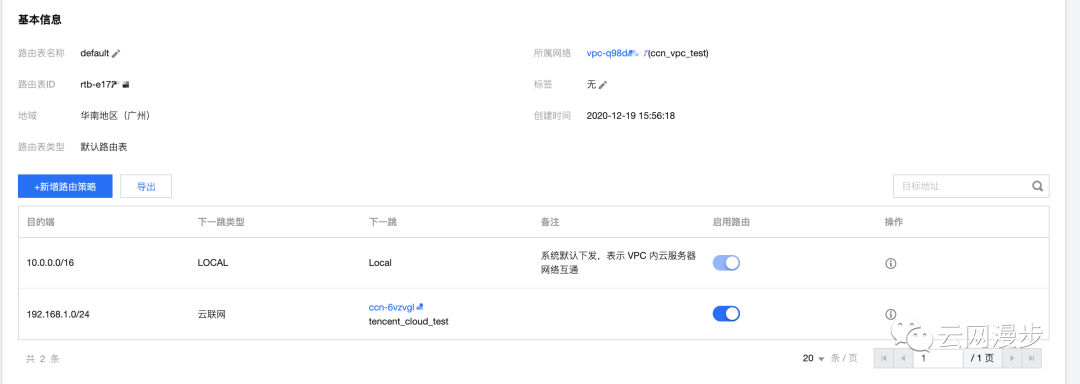 基本信息
路由表名称 default 所属网络 (ccn_vpc_test)
路由表ID 标签 无
地域 华南地区（广州） 创建时间 2020-12-19 15:56:18
路由表类型 默认路由表
+新增路由策略 导出 目标地址
目的端 下一跳类型 下一跳 备注 启用路由 操作
10.0.0.0/16 LOCAL Local 系统默认下发，表示 VPC 内云服务器
网络互通
192.168.1.0/24 云联网 ccn-6vzvgl
tencent_cloud_test
云网漫步
共 2 条 20 条 / 页 1 / 1 页